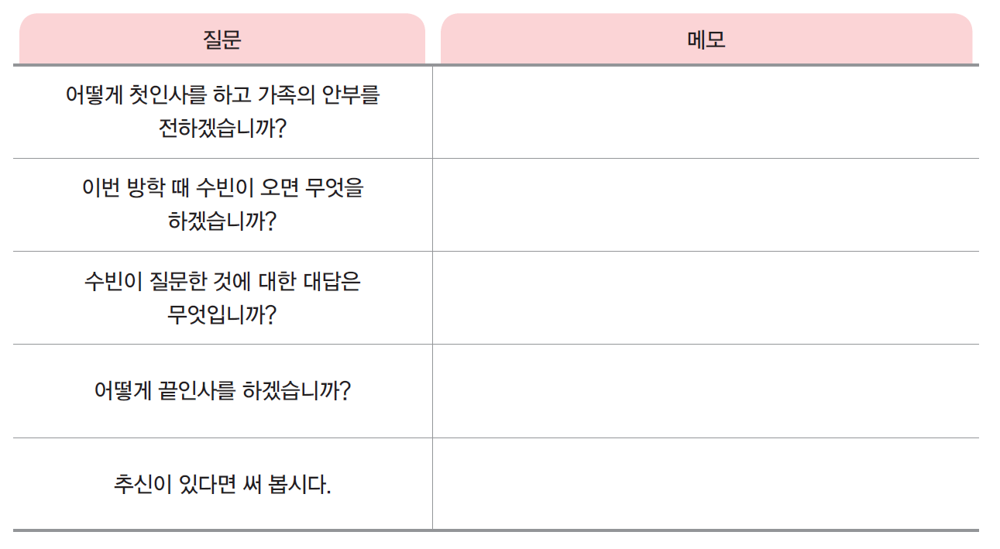 질문
메모
어떻게 첫인사를 하고 가족의 안부를
전하겠습니까?
이번 방학 때 수빈이 오면 무엇을
하겠습니까?
수빈이 질문한 것에 대한 대답은
무엇입니까?
어떻게 끝인사를 하겠습니까?
추신이 있다면 써 봅시다.